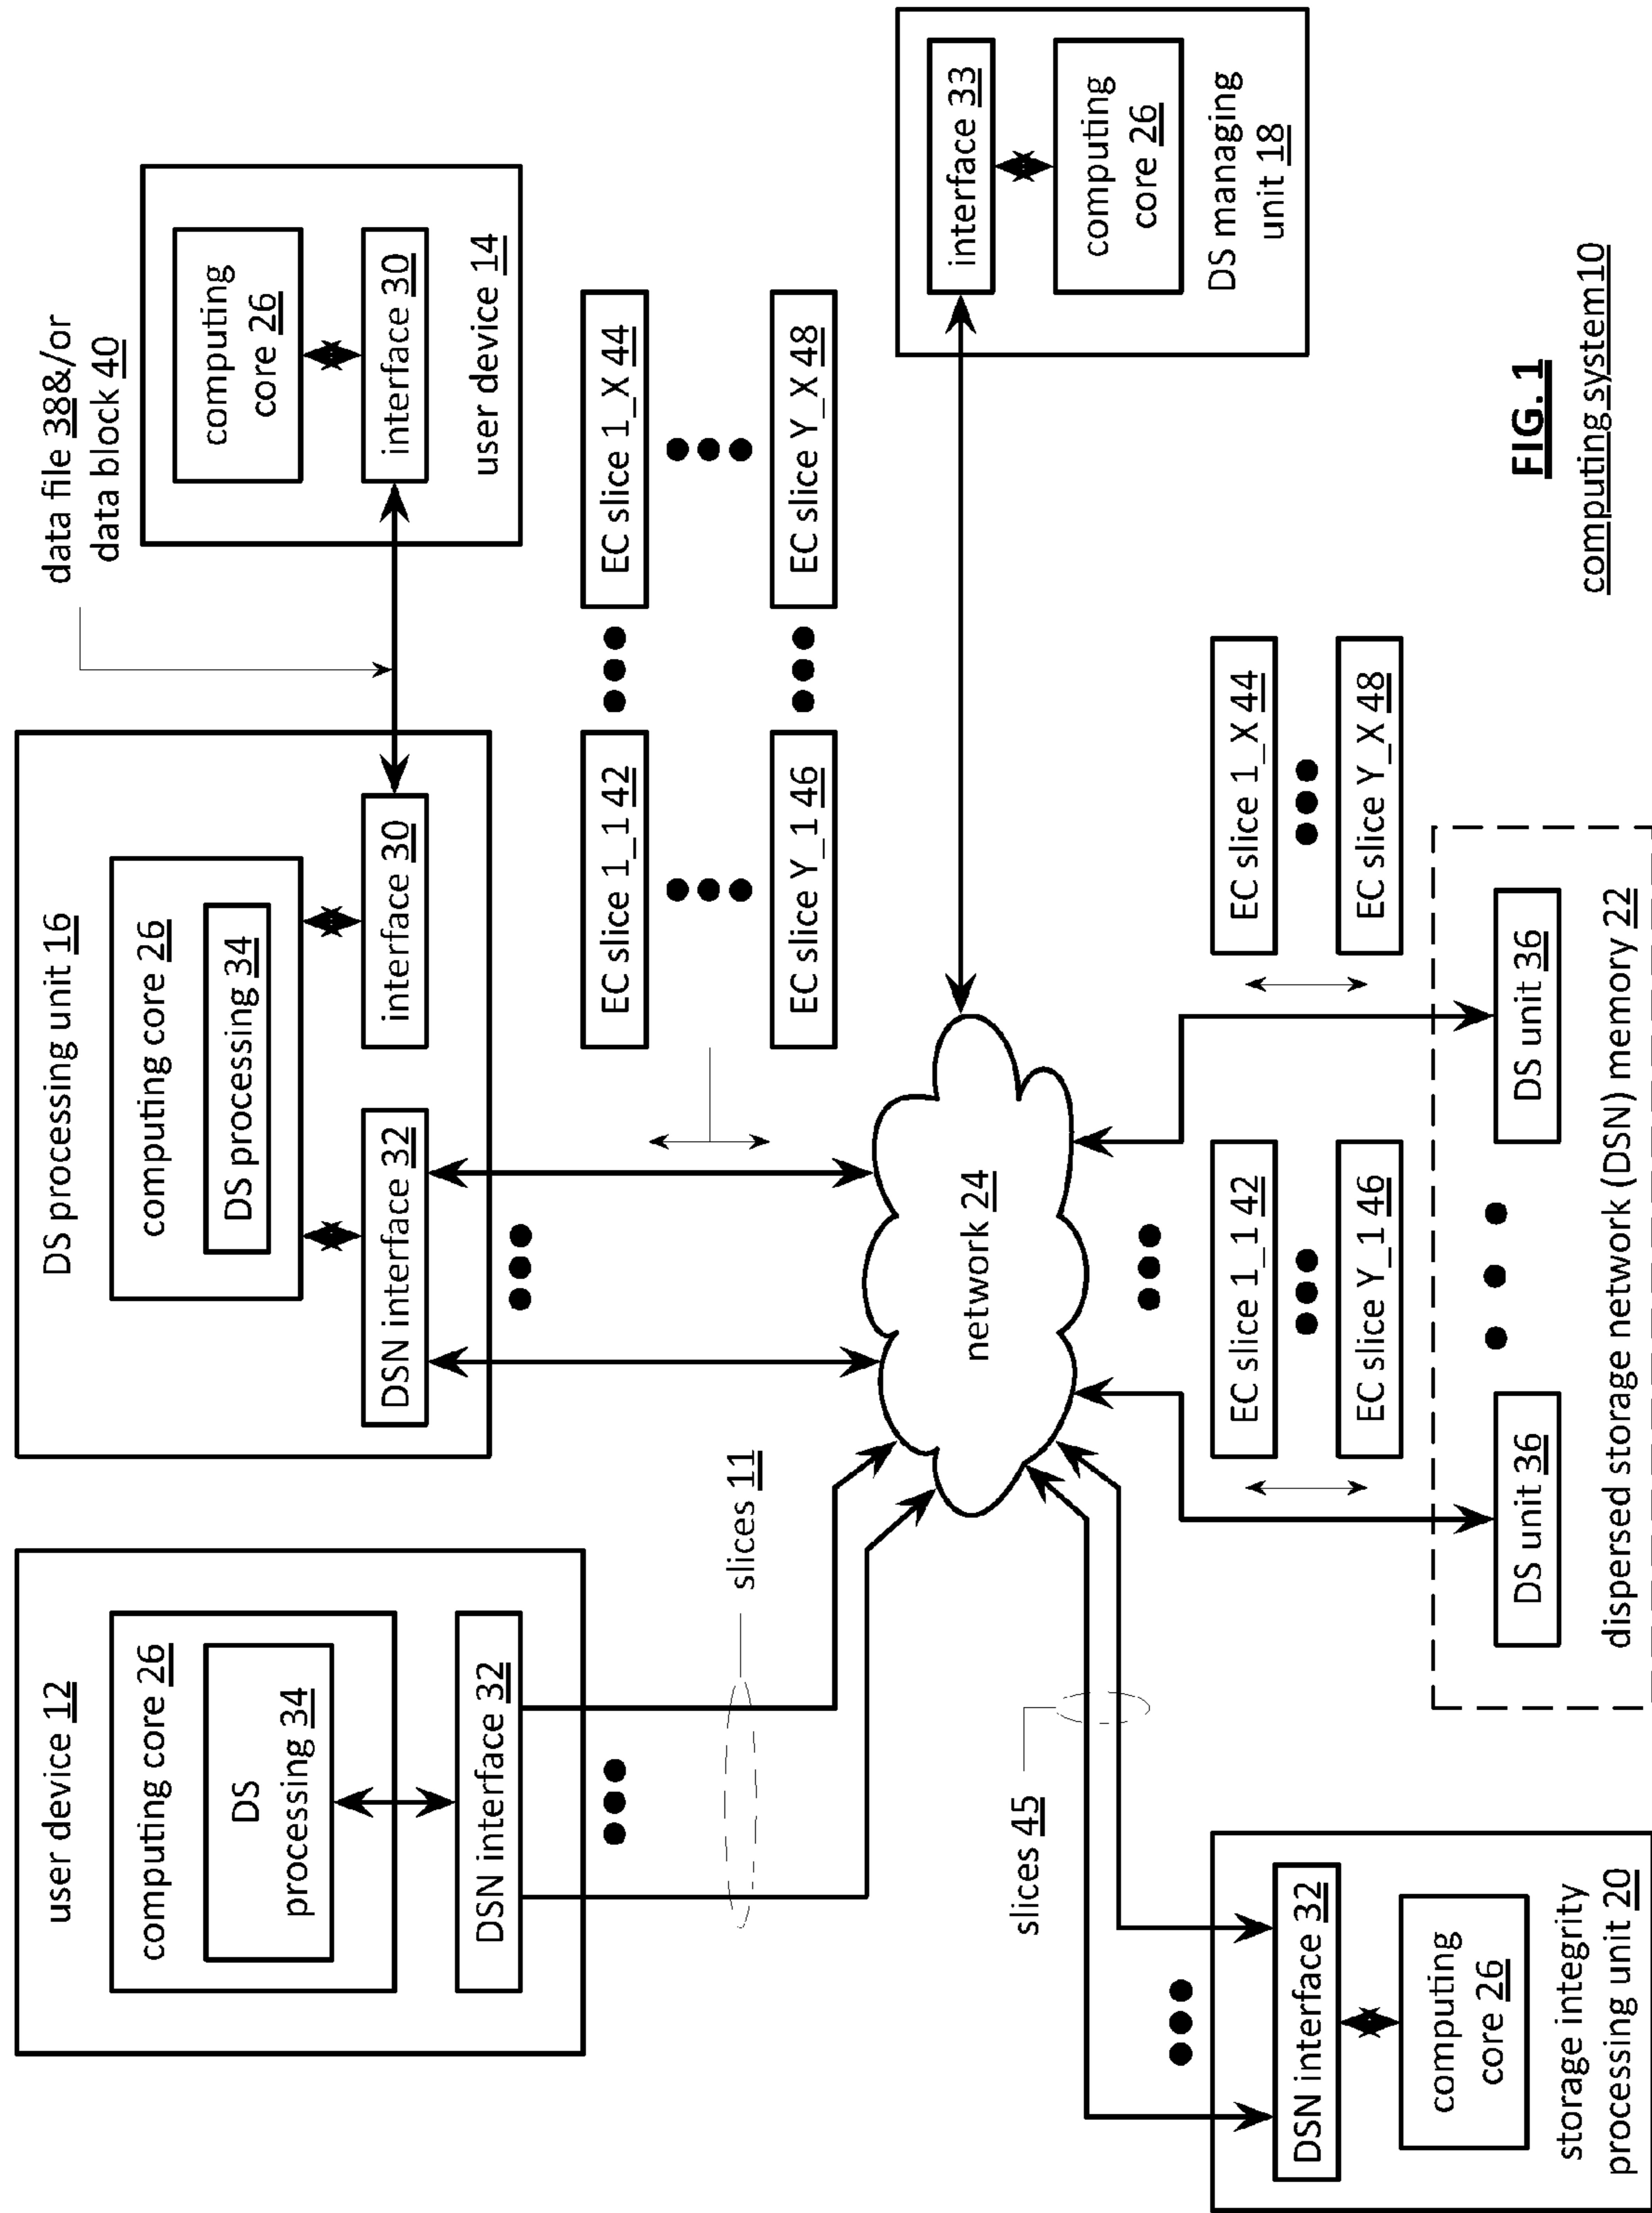 user device 12
computing core 26
DS
processing 34
DSN interface 32
slices 11
DS processing unit 16
computing core 26
DS processing 34
DSN interface 32
interface 30
data file 38&/or
data block 40
computing
core 26
interface 30
user device 14
EC slice 1_1 42
EC slice 1_X 44
EC slice Y_1 46
EC slice Y_X 48
network 24
interface 33
computing
core 26
DS managing
unit 18
slices 45
DSN interface 32
computing
core 26
storage integrity
processing unit 20
EC slice 1_1 42
EC slice Y_1 46
EC slice 1_X 44
EC slice Y_X 48
DS unit 36
DS unit 36
dispersed storage network (DSN) memory 22
FIG. 1
computing system10